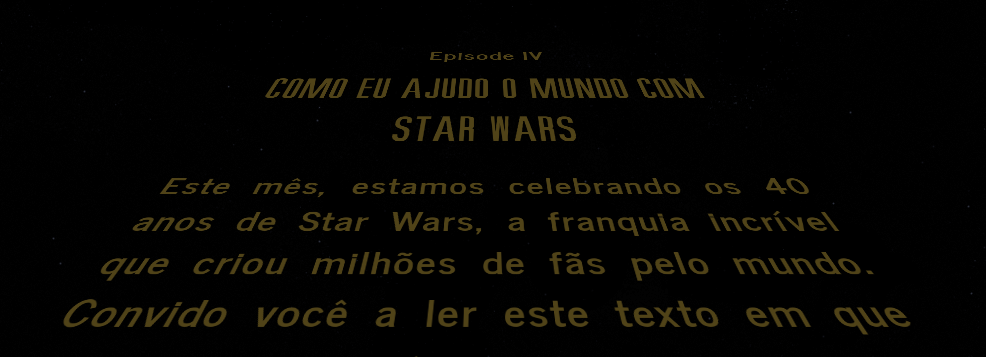 Episode IV
COMO EU AJUDO O MUNDO COM
STAR WARS
Este mês, estamos celebrando os 40
anos de Star Wars, a franquia incrível
que criou milhões de fãs pelo mundo.
Convido você a ler este texto em que